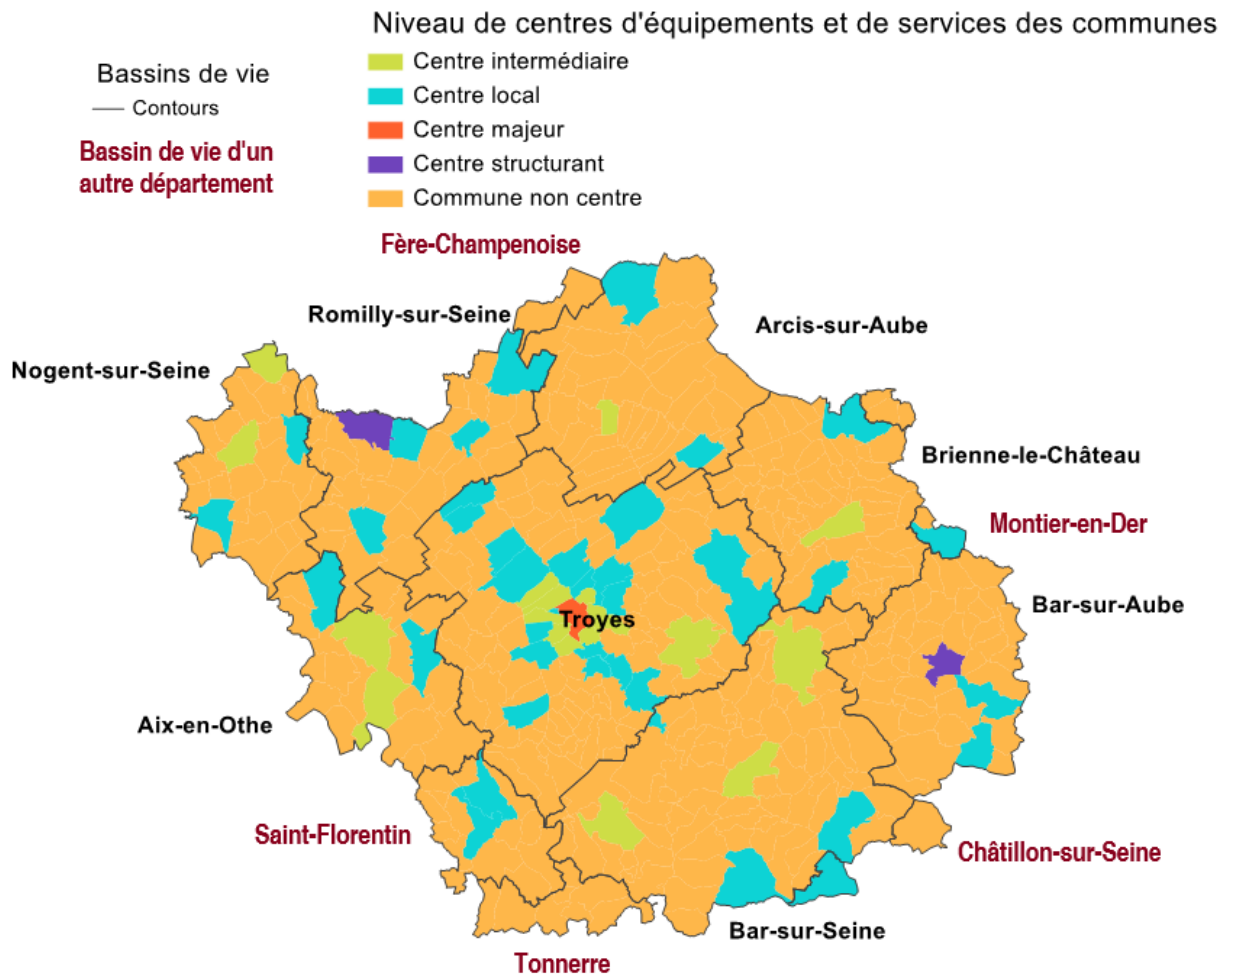 Niveau de centres d'équipements et de services des communes
Bassins de vie
Contours
Bassin de vie d'un
autre département
Centre intermédiaire
Centre local
Centre majeur
Centre structurant
Commune non centre
Fère-Champenoise
Romilly-sur-Seine
Arcis-sur-Aube
Nogent-sur-Seine
Brienne-le-Château
Montier-en-Der
Bar-sur-Aube
Troyes
Aix-en-Othe
Saint-Florentin
Châtillon-sur-Seine
Bar-sur-Seine
Tonnerre